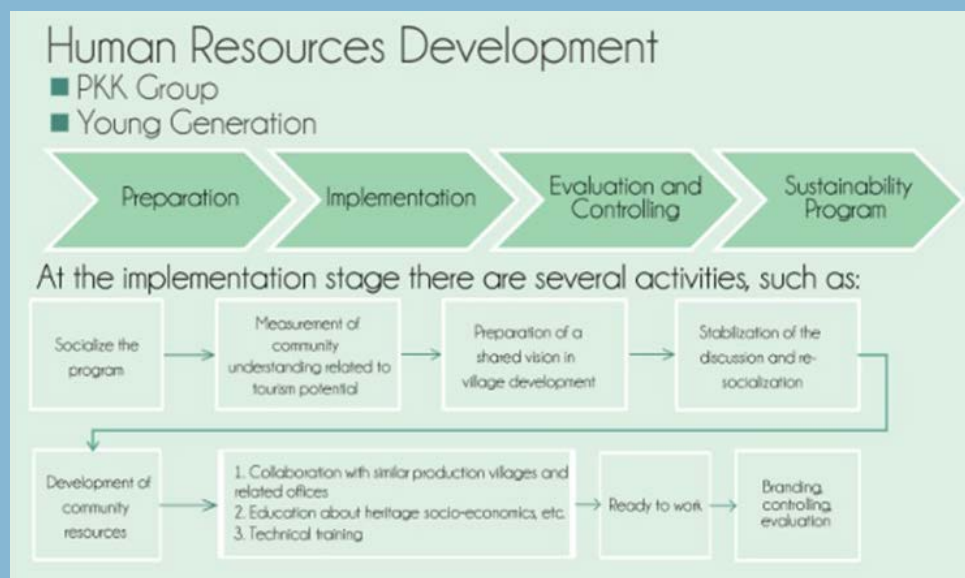 Human Resources Development
PKK Group
Young Generation
Preparation
Implementation
Evaluation and
Controlling
Sustainability
Program
At the implementation stage there are several activities, such as:
Socialize the
program
Measurement of
community
understanding related to
tourism potential
Preparation of a
shared vision in
village development
Stabilization of the
discussion and re-
socialization
Development of
community
resources
1. Collaboration with similar production villages and
related offices
2. Education about heritage socio-economics, etc.
3. Technical training
Ready to work
Branding,
controlling,
evaluation